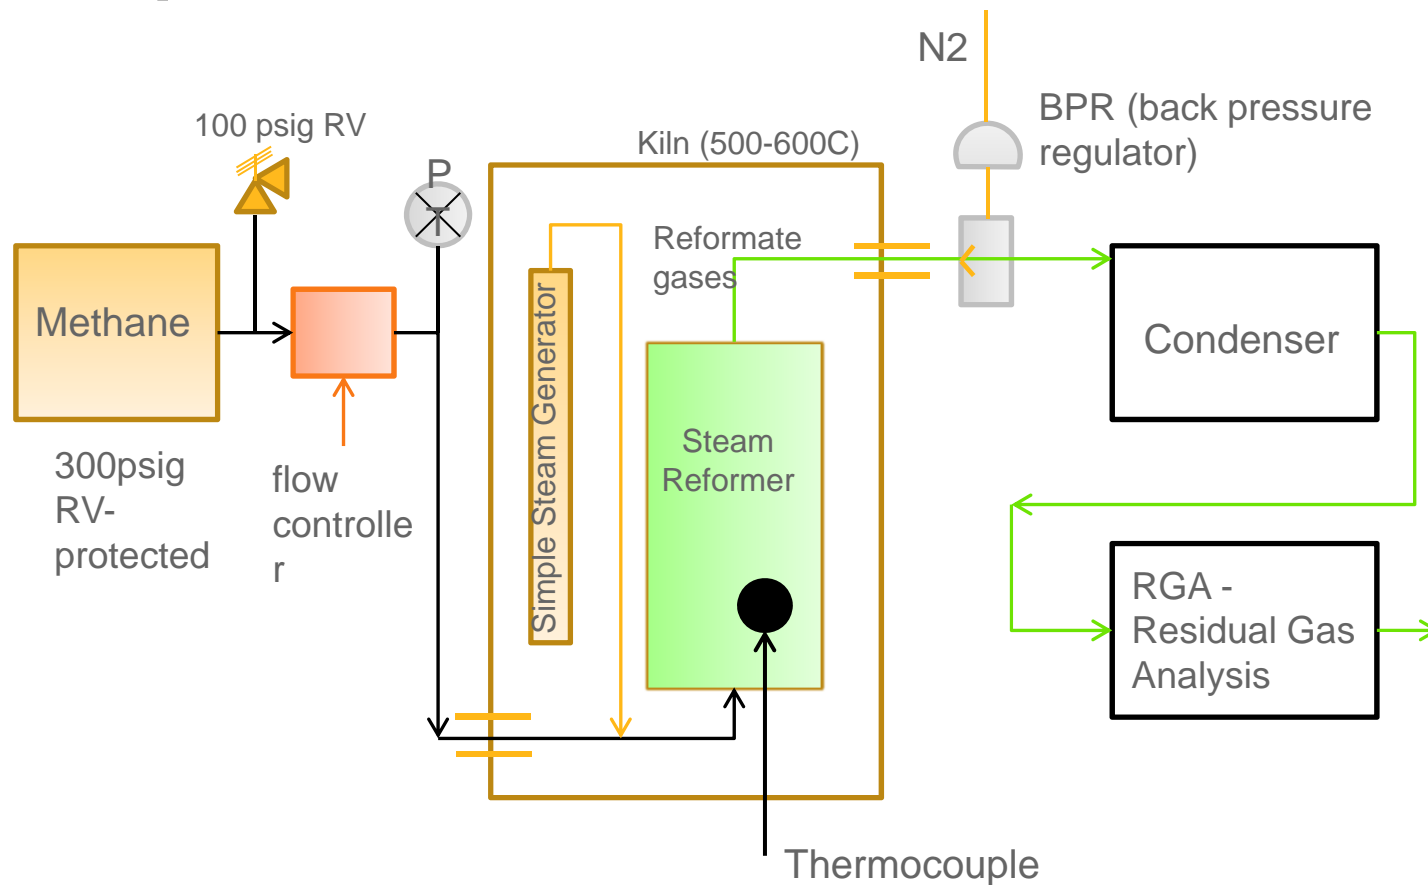 N2
BPR (back pressure
regulator)
100 psig RV
Kiln (500-600C)
P
T
Reformate
gases
Methane
Simple Steam Generator
Condenser
Steam
Reformer
300psig
RV-
protected
flow
controlle
r
RGA -
Residual Gas
Analysis
Thermocouple